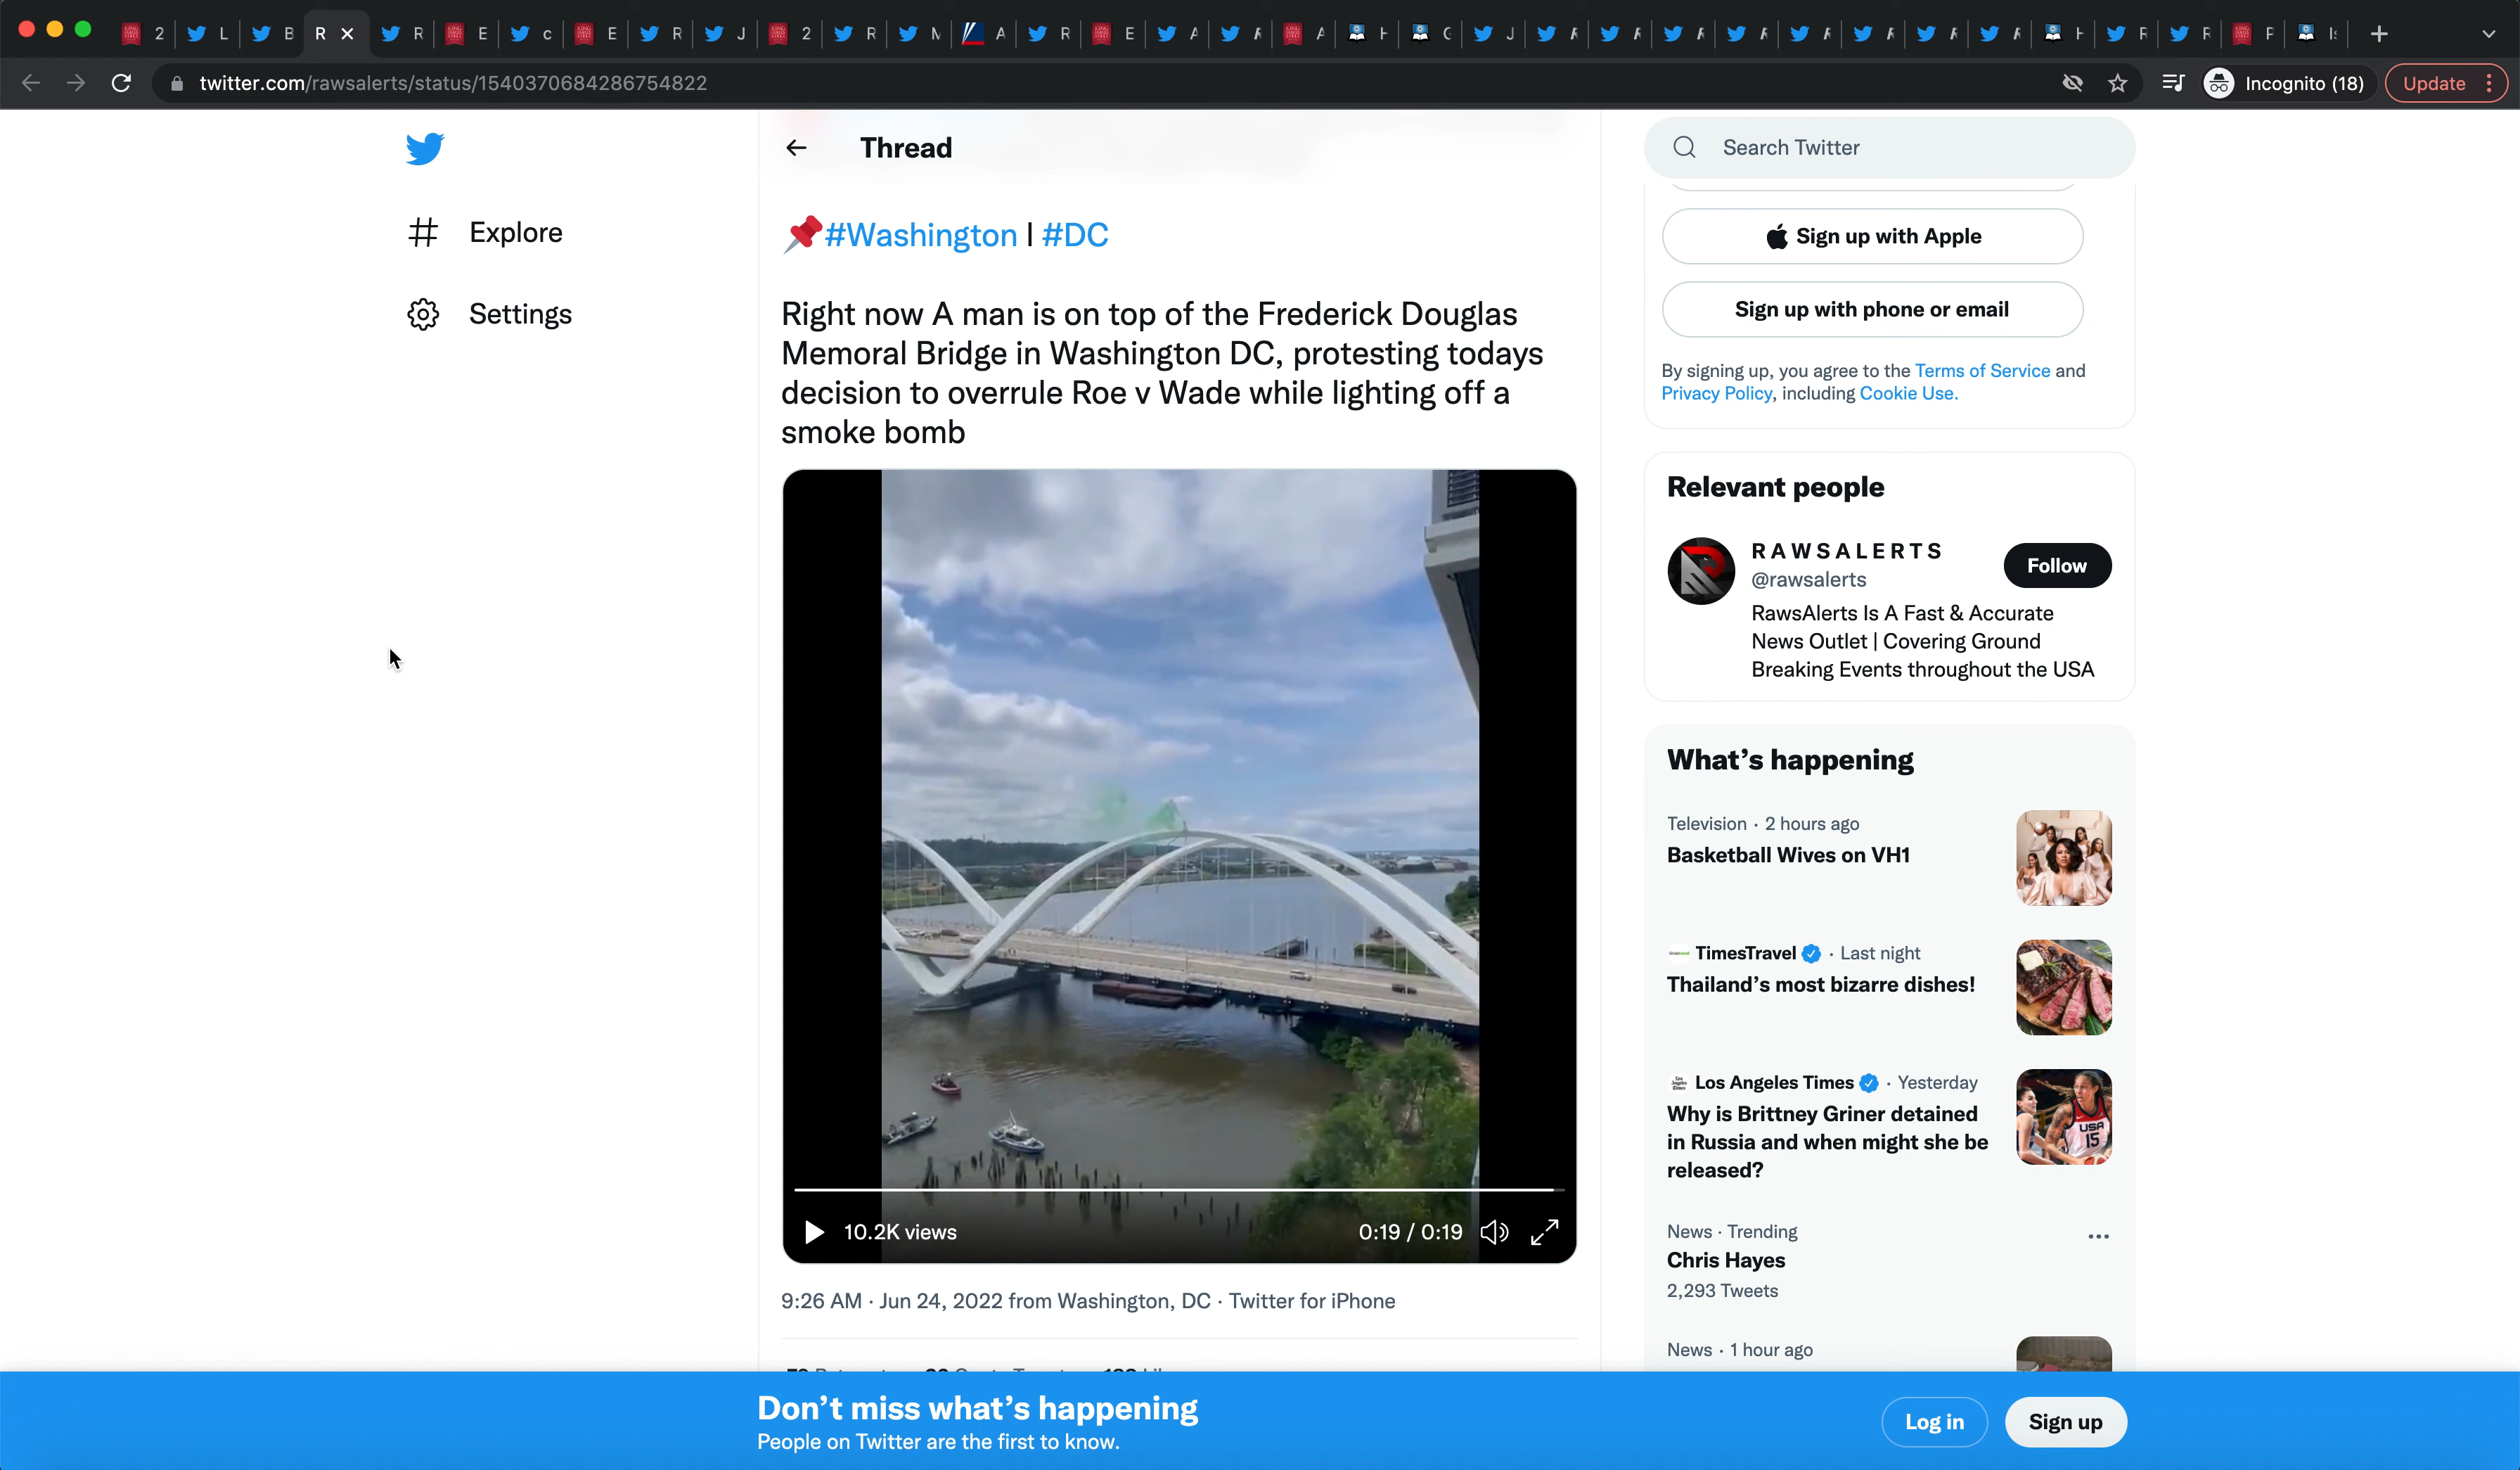 2
L
B
R
R
E
c
E
R
J
2
R
M
A
R
E
A
A
J
H
R
R
P
twitter.com/rawsalerts/status/1540370684286754822
Incognito (18)
Update
Thread
Search Twitter
Explore
Settings
#Washington | #DC
Right now A man is on top of the Frederick Douglas
Memoral Bridge in Washington DC, protesting todays
decision to overrule Roe v Wade while lighting off a
smoke bomb
10.2K views
0:19 / 0:19
9:26 AM · Jun 24, 2022 from Washington, DC · Twitter for iPhone
Sign up with Apple
Sign up with phone or email
By signing up, you agree to the Terms of Service and
Privacy Policy, including Cookie Use.
Relevant people
R A W S A L E R T S
@rawsalerts
Follow
RawsAlerts Is A Fast & Accurate
News Outlet | Covering Ground
Breaking Events throughout the USA
What's happening
Television · 2 hours ago
Basketball Wives on VH1
TimesTravel · Last night
Thailand's most bizarre dishes!
Los Angeles Times · Yesterday
Why is Brittney Griner detained
in Russia and when might she be
released?
USA
15
News · Trending
Chris Hayes
2,293 Tweets
News · 1 hour ago
Don't miss what's happening
People on Twitter are the first to know.
Log in
Sign up